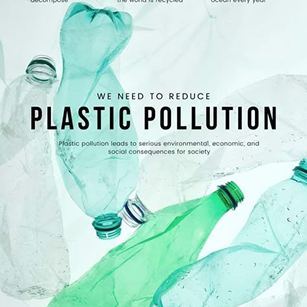 decompose the world is recycled ocean every year
WE NEED TO REDUCE
PLASTIC POLLUTION
Plastic pollution leads to serious environmental, economic, and
social consequences for society